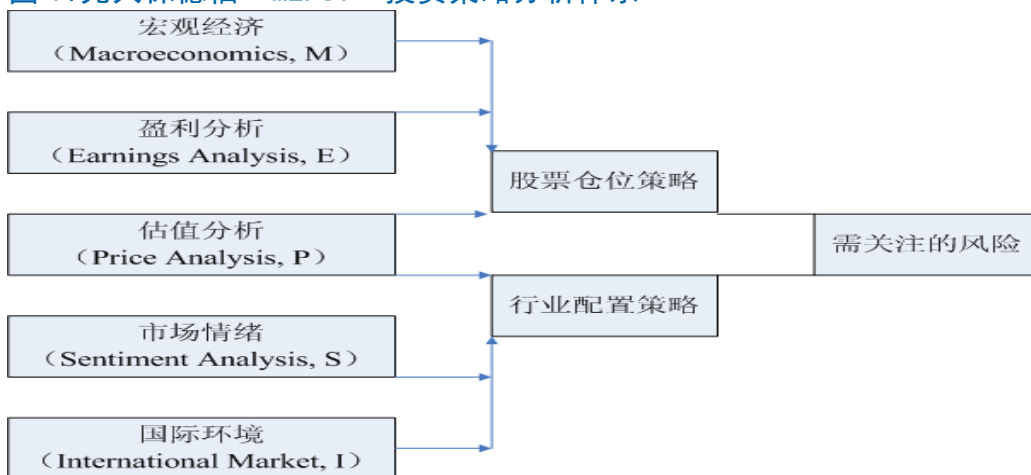 宏观经济
（Macroeconomics, M）
盈利分析
（Earnings Analysis, E）
股票仓位策略
估值分析
（Price Analysis, P）
需关注的风险
行业配置策略
市场情绪
（Sentiment Analysis, S）
国际环境
（International Market, I）